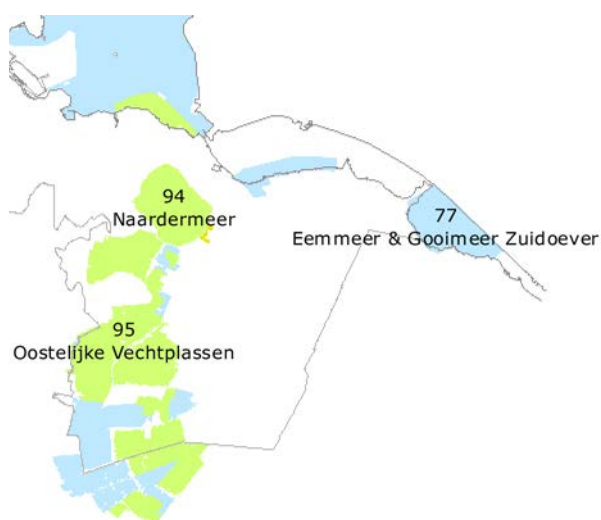 94
Naardermeer
77
Eemmeer & Gooimeer Zuidoever
95
Oostelijke Vechtplassen